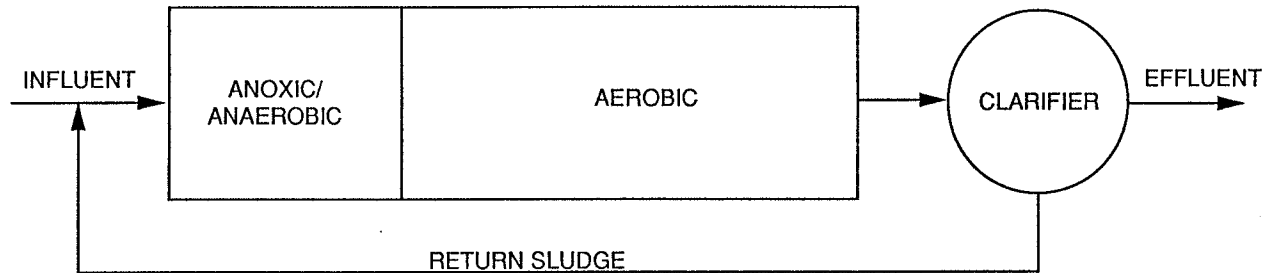 INFLUENT
ANOXIC/
ANAEROBIC
AEROBIC
CLARIFIER
EFFLUENT
RETURN SLUDGE